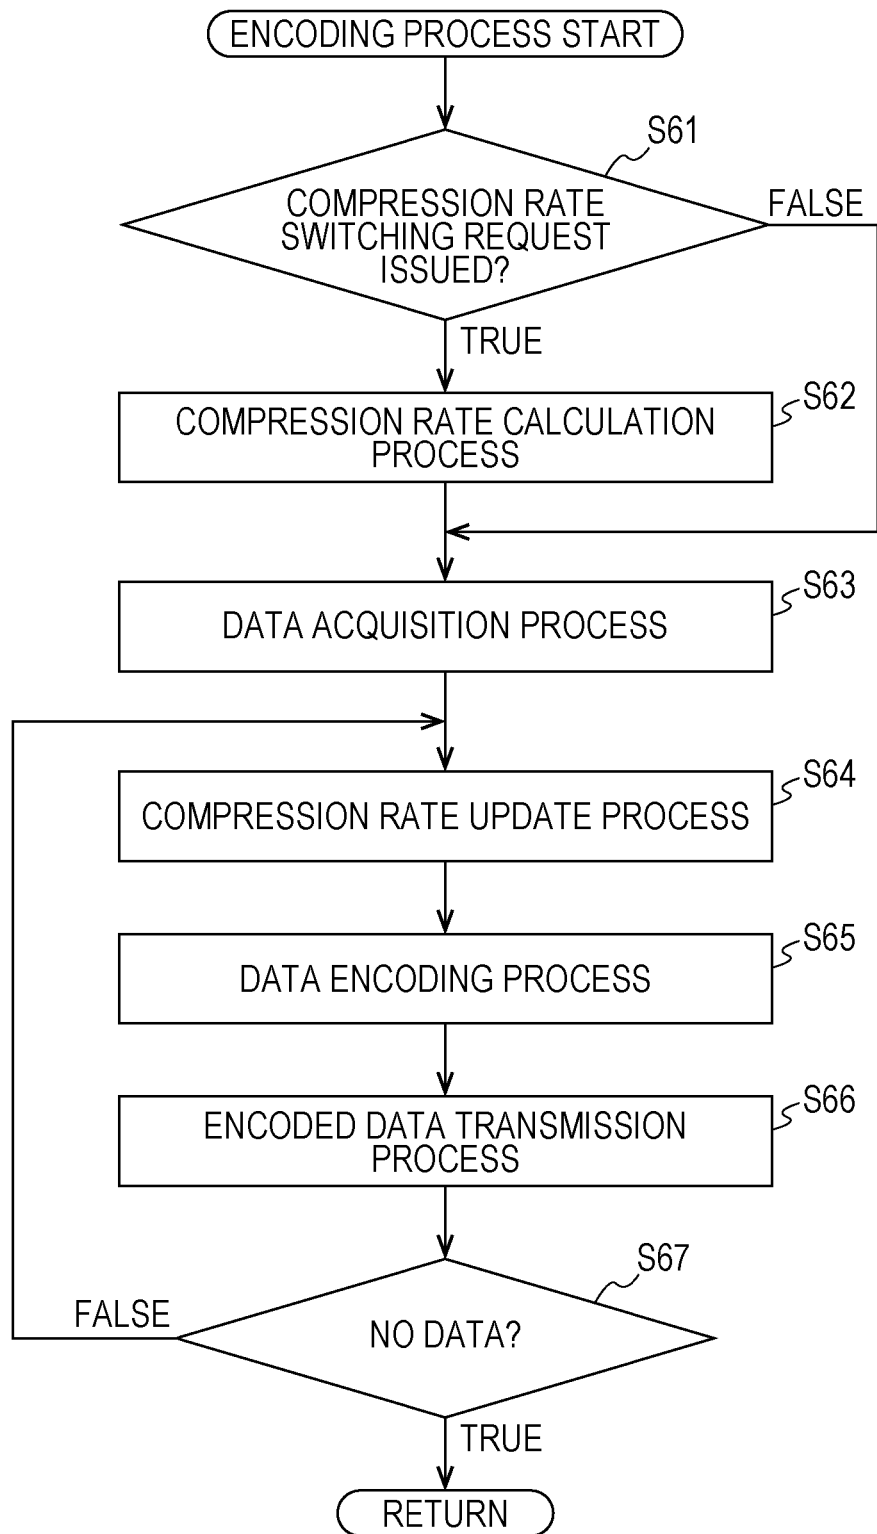 ENCODING PROCESS START
S61
COMPRESSION RATE
SWITCHING REQUEST
ISSUED?
FALSE
TRUE
S62
COMPRESSION RATE CALCULATION
PROCESS
S63
DATA ACQUISITION PROCESS
S64
COMPRESSION RATE UPDATE PROCESS
S65
DATA ENCODING PROCESS
S66
ENCODED DATA TRANSMISSION
PROCESS
S67
FALSE
NO DATA?
TRUE
RETURN